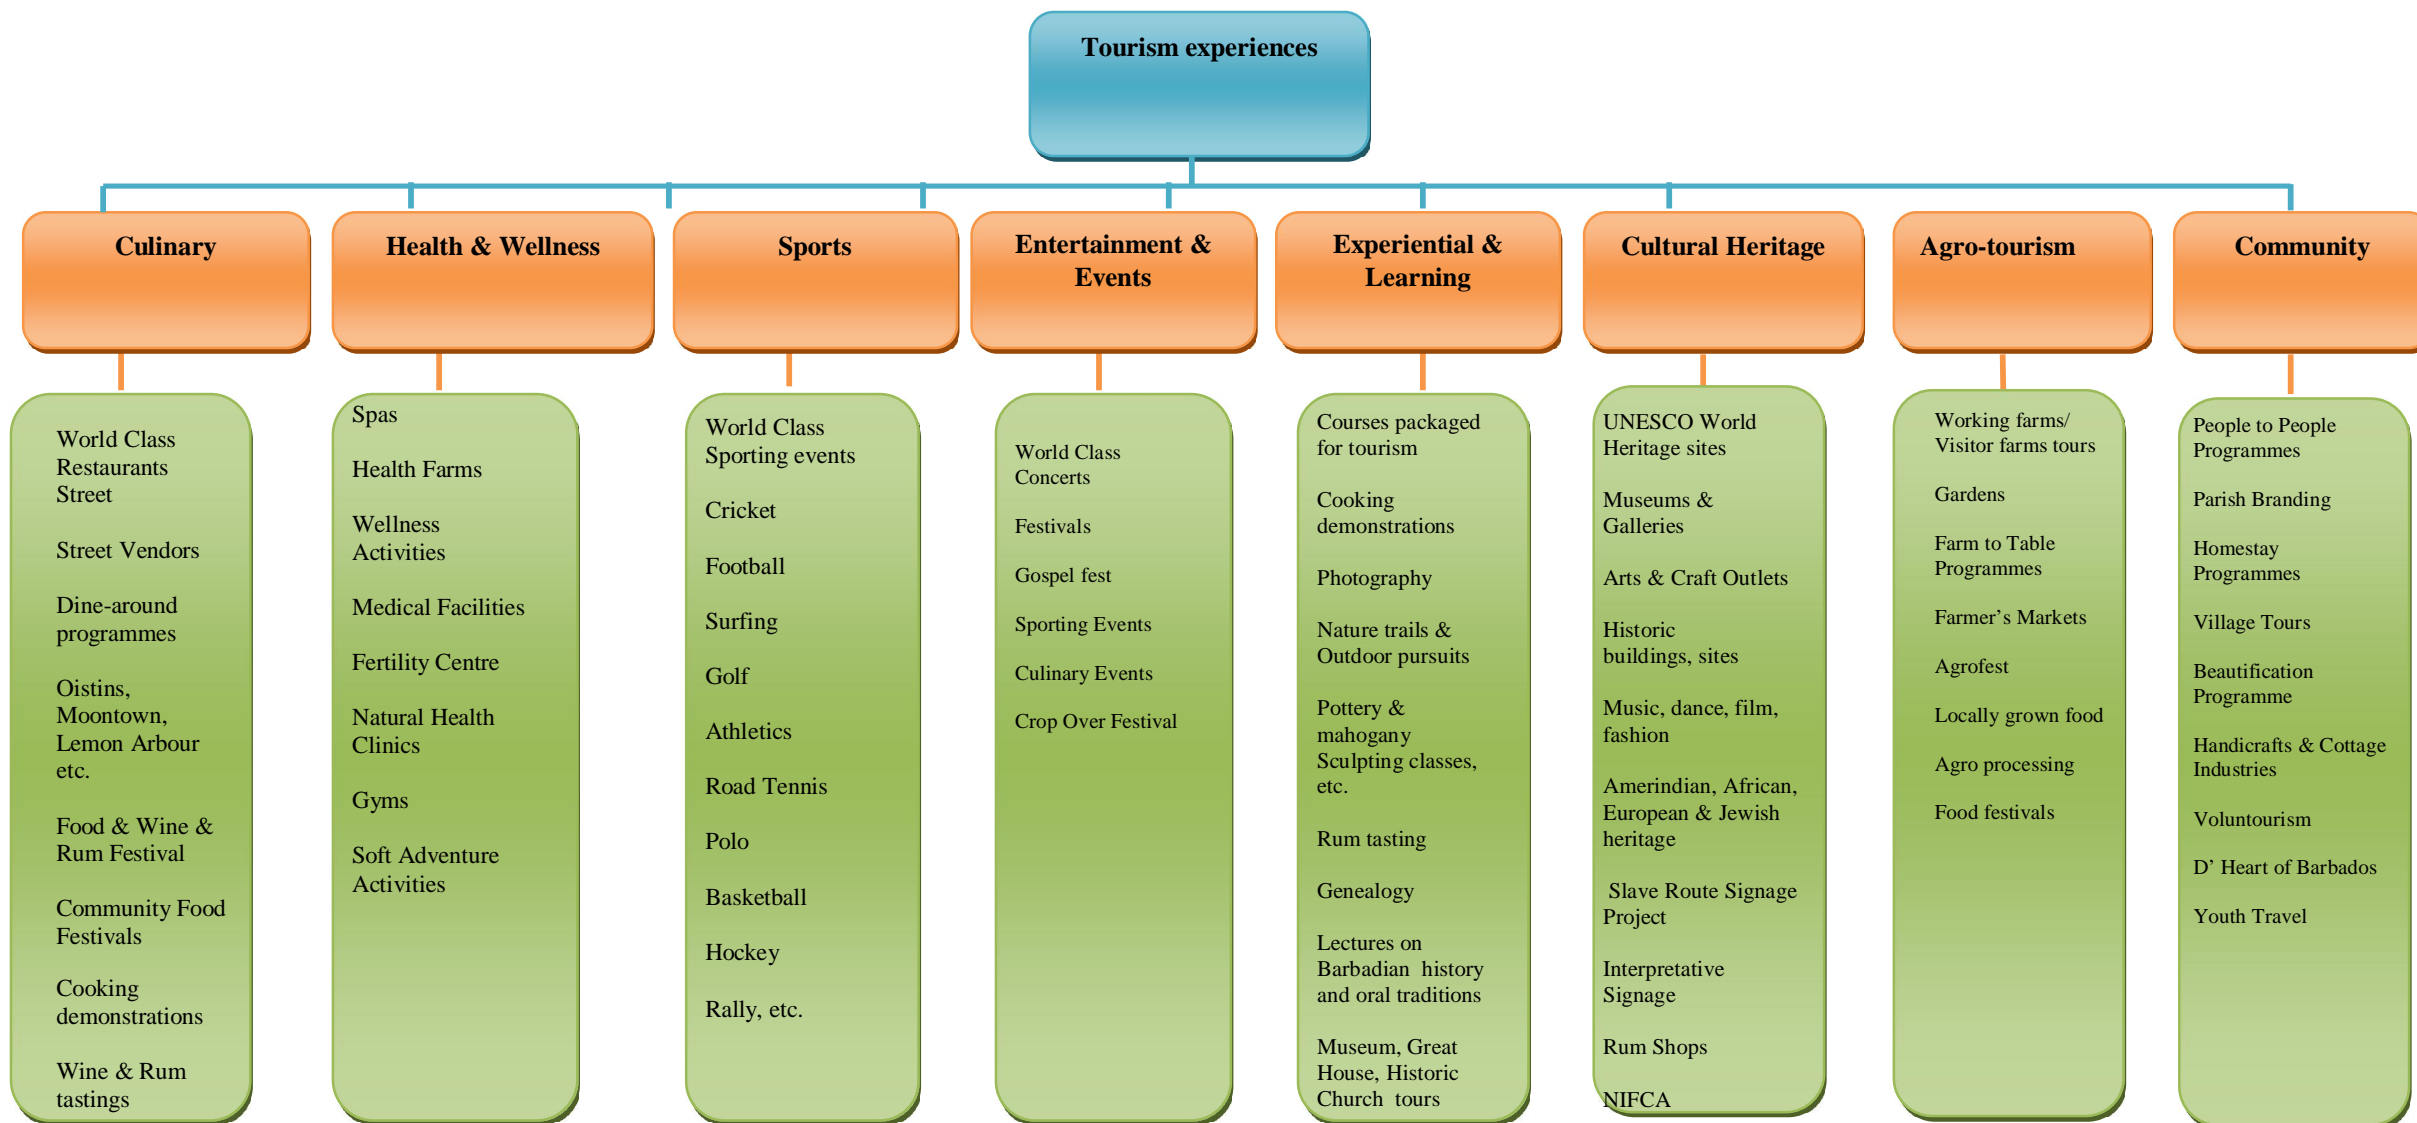 Tourism experiences
Culinary
Health & Wellness
Sports
Entertainment &
Events
Experiential &
Learning
Cultural Heritage
Agro-tourism
Community
World Class
Restaurants
Street
Street Vendors
Dine-around
programmes
Oistins,
Moontown,
Lemon Arbour
etc.
Food & Wine &
Rum Festival
Community Food
Festivals
Cooking
demonstrations
Wine & Rum
tastings
Spas
Health Farms
Wellness
Activities
Medical Facilities
Fertility Centre
Natural Health
Clinics
Gyms
Soft Adventure
Activities
World Class
Sporting events
Cricket
Football
Surfing
Golf
Athletics
Road Tennis
Polo
Basketball
Hockey
Rally, etc.
World Class
Concerts
Festivals
Gospel fest
Sporting Events
Culinary Events
Crop Over Festival
Courses packaged
for tourism
Cooking
demonstrations
Photography
Nature trails &
Outdoor pursuits
Pottery &
mahogany
Sculpting classes,
etc.
Rum tasting
Genealogy
Lectures on
Barbadian history
and oral traditions
Museum, Great
House, Historic
Church tours
UNESCO World
Heritage sites
Museums &
Galleries
Arts & Craft Outlets
Historic
buildings, sites
Music, dance, film,
fashion
Amerindian, African,
European & Jewish
heritage
Slave Route Signage
Project
Interpretative
Signage
Rum Shops
NIFCA
Working farms/
Visitor farms tours
Gardens
Farm to Table
Programmes
Farmer’s Markets
Agrofest
Locally grown food
Agro processing
Food festivals
People to People
Programmes
Parish Branding
Homestay
Programmes
Village Tours
Beautification
Programme
Handicrafts & Cottage
Industries
Voluntourism
D’ Heart of Barbados
Youth Travel